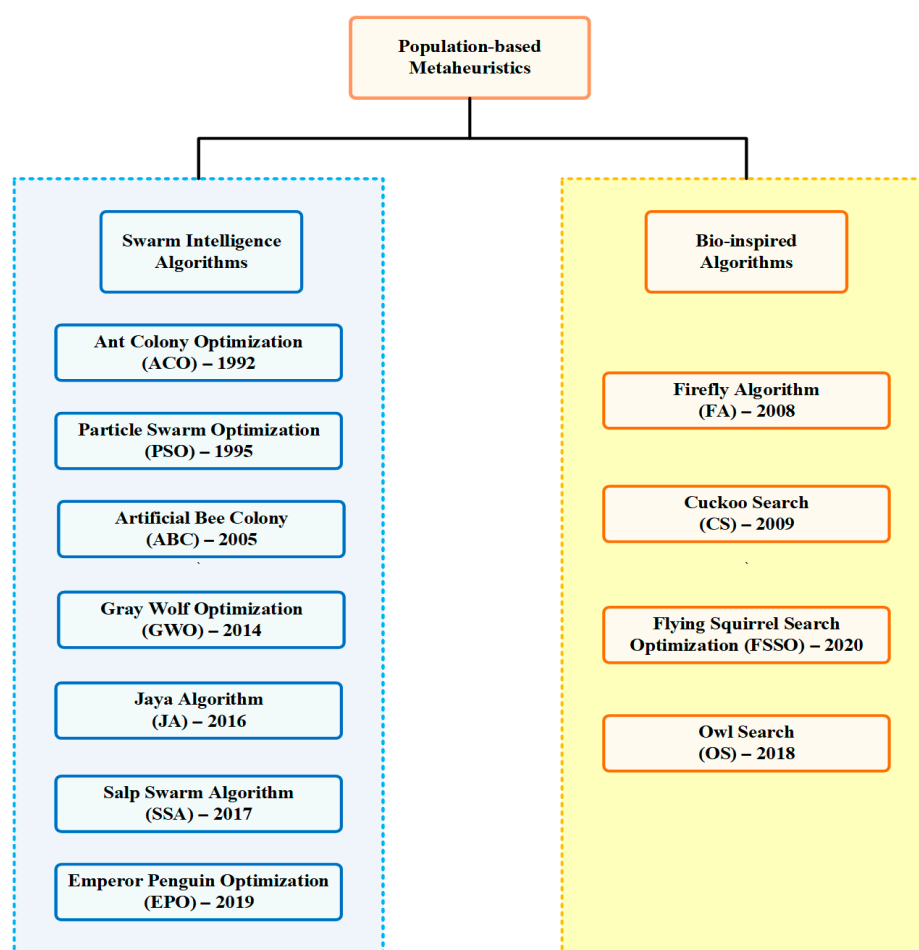 Population-based
Metaheuristics
Swarm Intelligence
Algorithms
Ant Colony Optimization
(ACO) – 1992
Particle Swarm Optimization
(PSO) – 1995
Artificial Bee Colony
(ABC) – 2005
Gray Wolf Optimization
(GWO) – 2014
Jaya Algorithm
(JA) – 2016
Salp Swarm Algorithm
(SSA) – 2017
Emperor Penguin Optimization
(EPO) – 2019
Bio-inspired
Algorithms
Firefly Algorithm
(FA) – 2008
Cuckoo Search
(CS) – 2009
Flying Squirrel Search
Optimization (FSSO) – 2020
Owl Search
(OS) – 2018